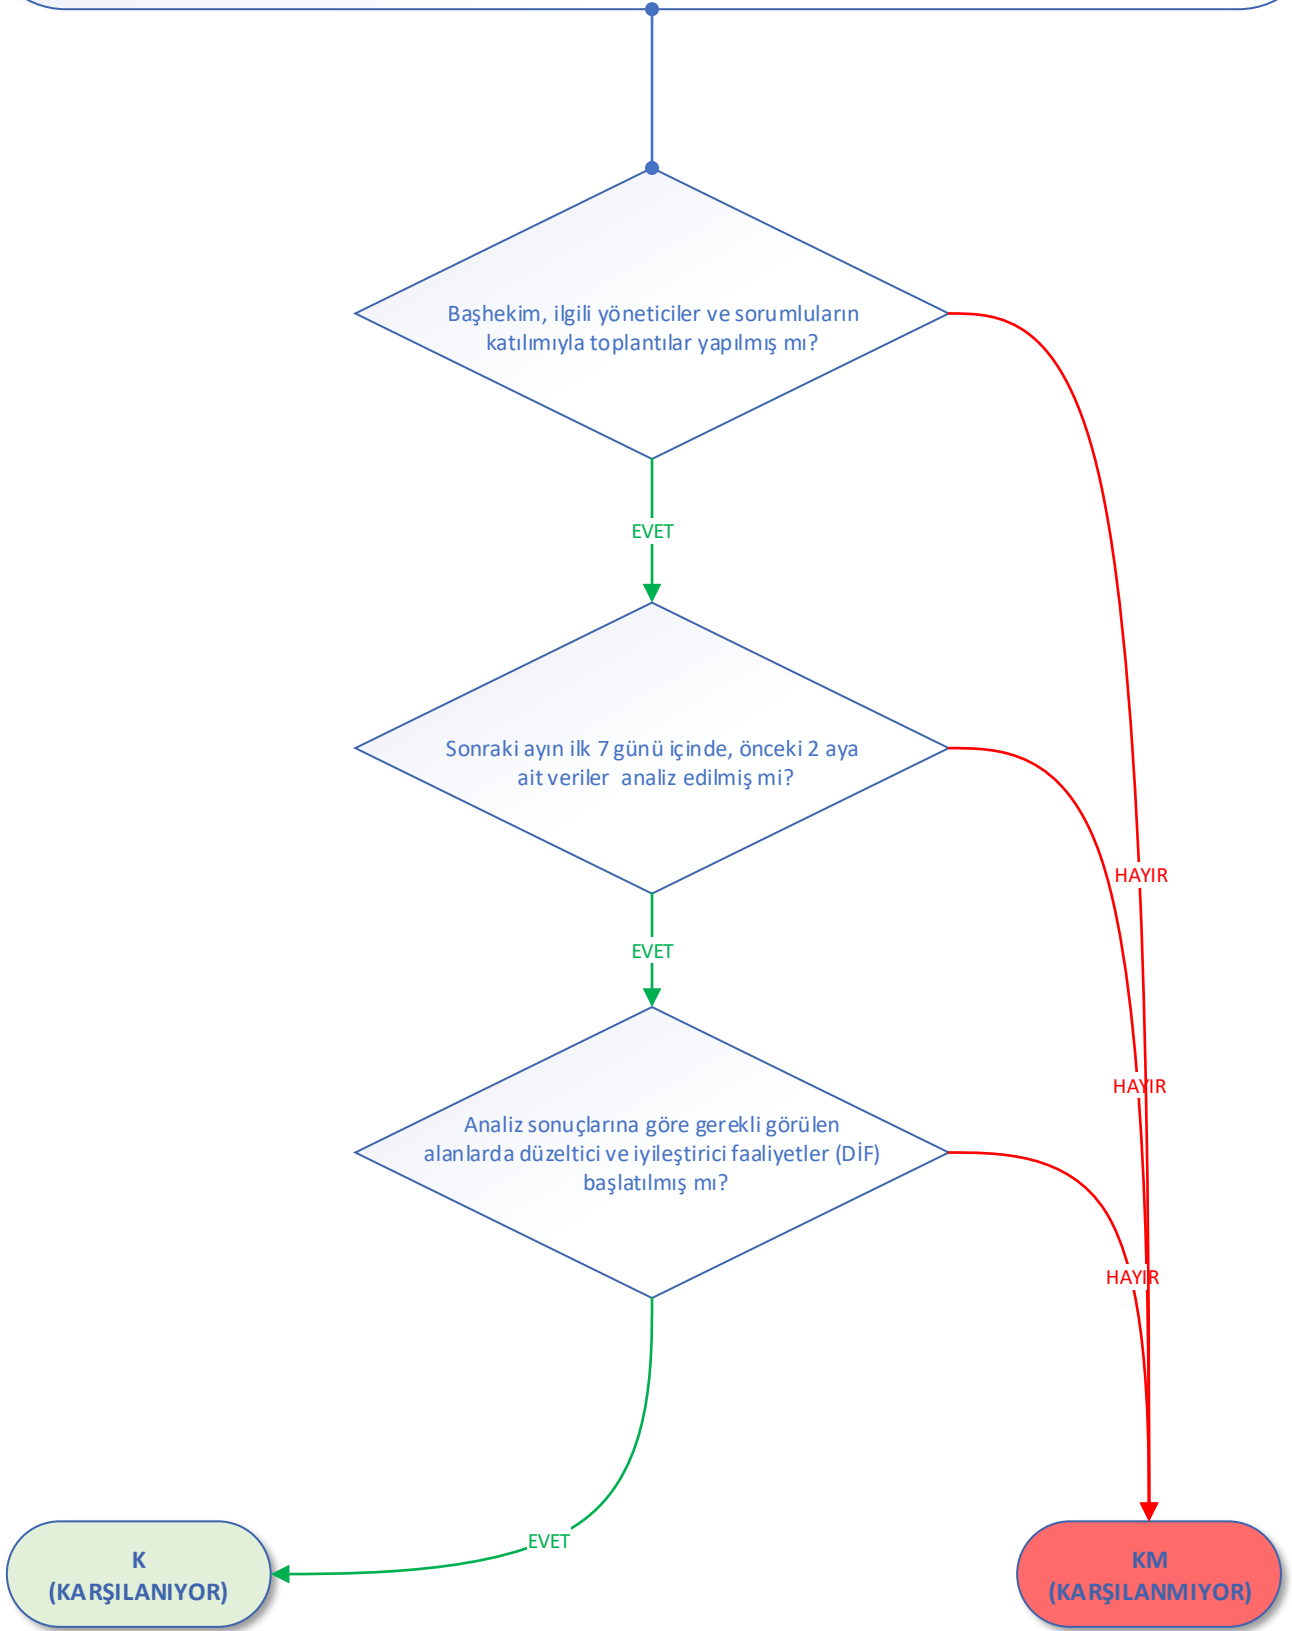 Başhekim, ilgili yöneticiler ve sorumluların
katılımıyla toplantılar yapılmış mı?
EVET
Sonraki ayın ilk 7 günü içinde, önceki 2 aya
ait veriler analiz edilmiş mi?
HAYIR
EVET
HAYIR
Analiz sonuçlarına göre gerekli görülen
alanlarda düzeltici ve iyileştirici faaliyetler (DİF)
başlatılmış mı?
HAYIR
EVET
K
(KARŞILANIYOR)
KM
(KARŞILANMIYOR)